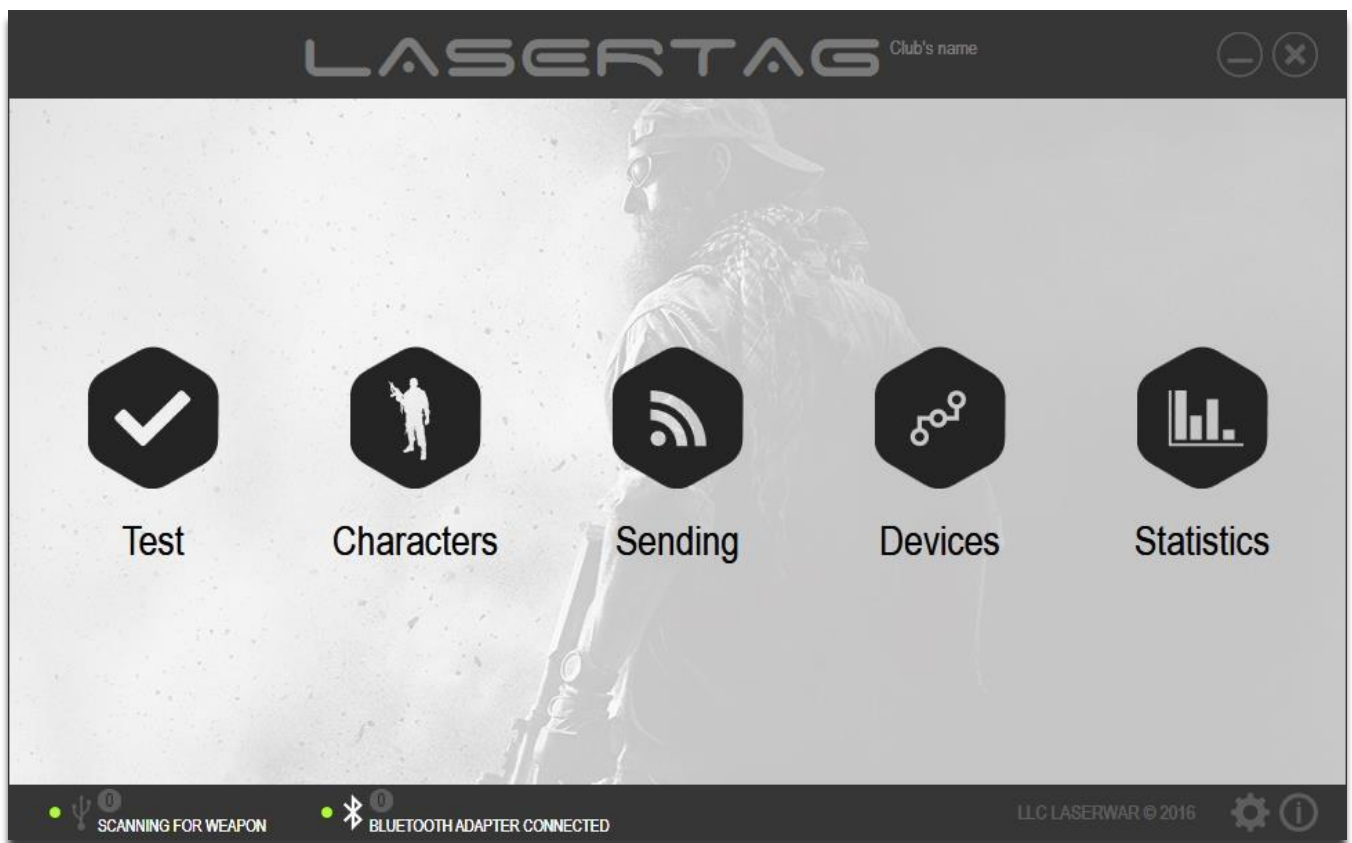 LASERTAG Club's name
Test Characters Sending Devices Statistics
0 0
SCANNING FOR WEAPON BLUETOOTH ADAPTER CONNECTED LLC LASERWAR © 2016